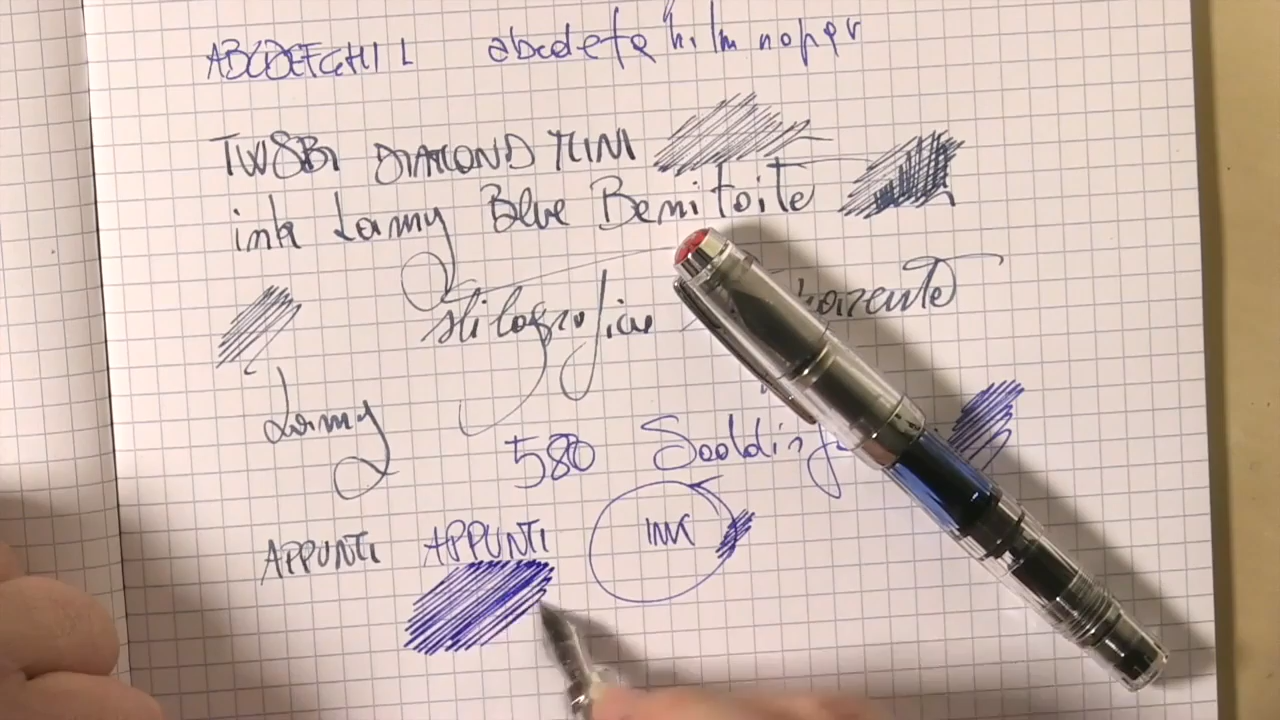 ABCDEFGHIL abcdefghilmnopqr
TWSBI DIAMOND MINI
ink Lamy Blue Benitoite
stilografica
Lamy
580
APPUNTI APPUNTI INK